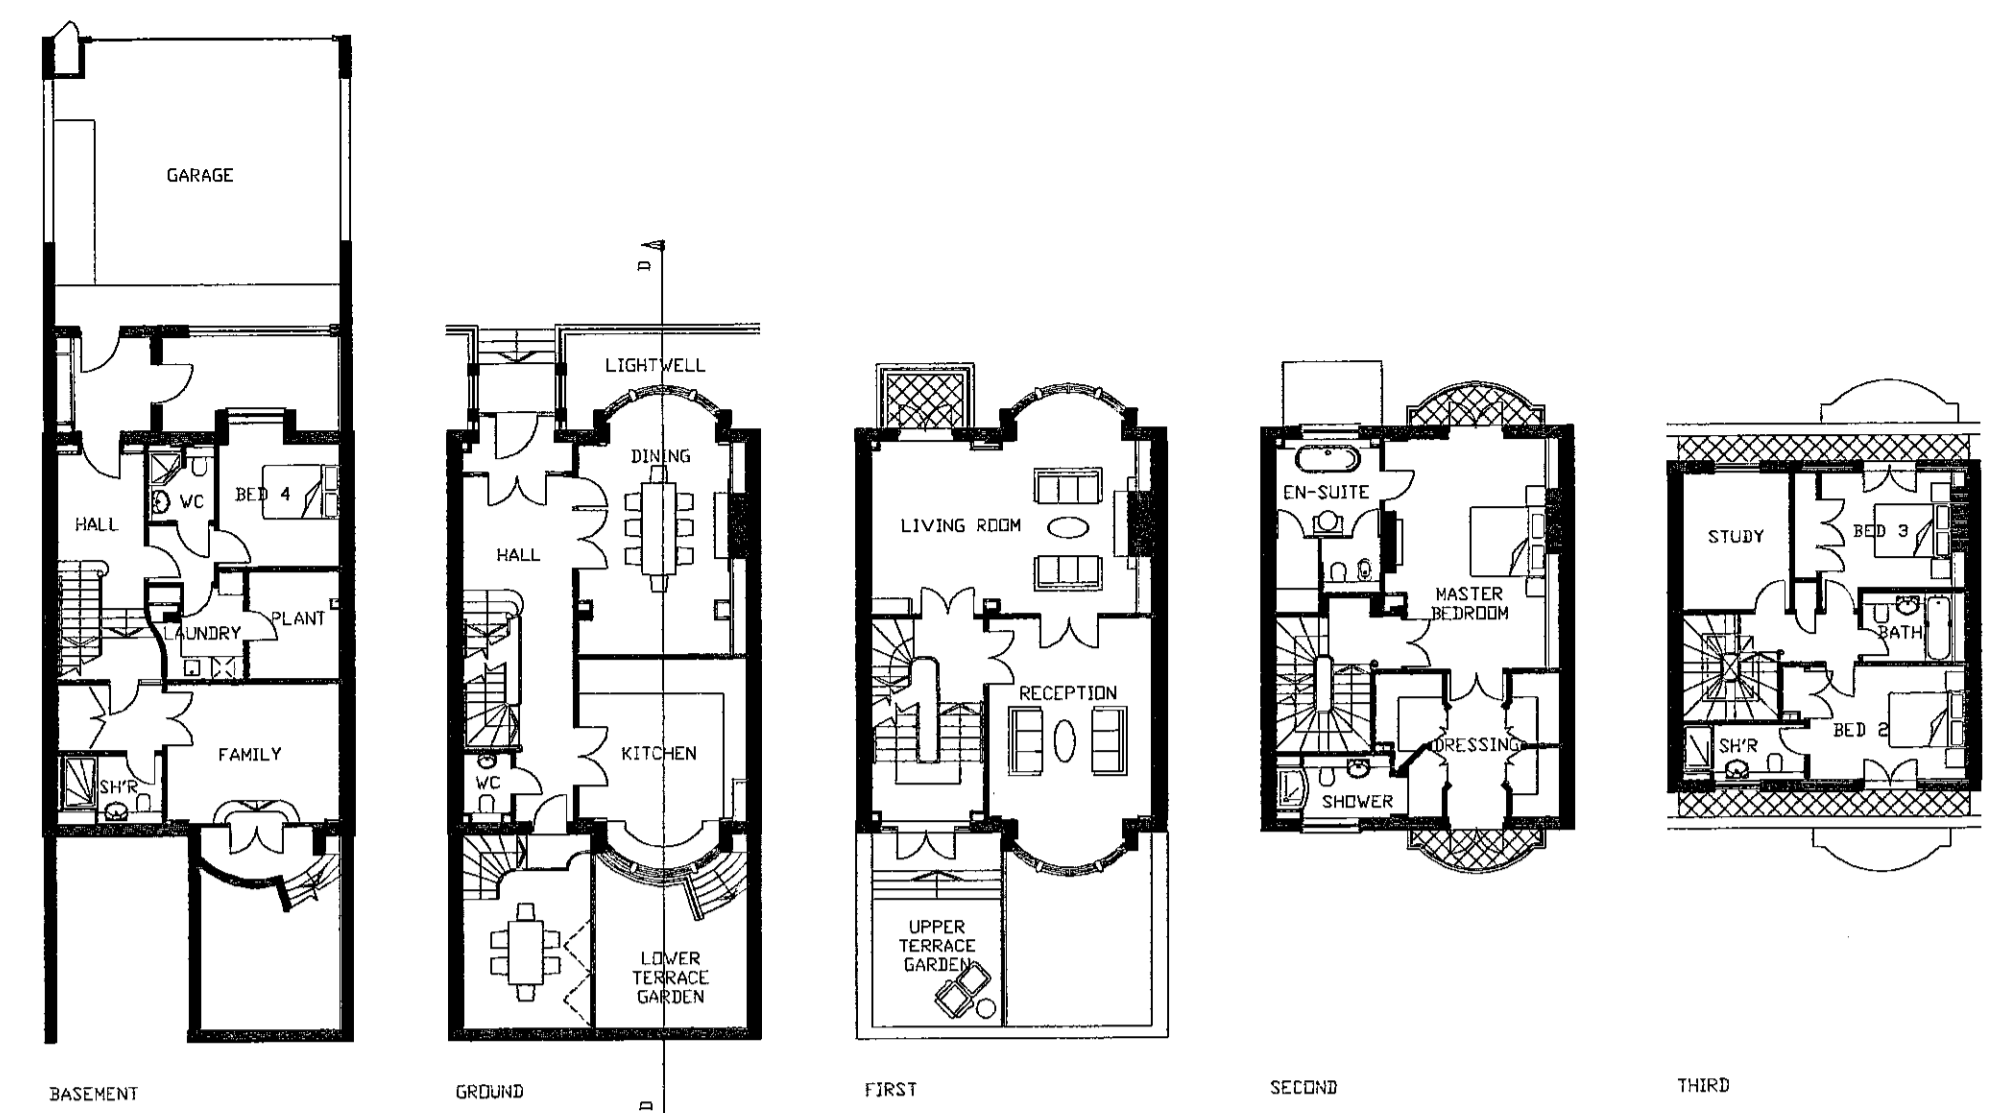 GARAGE
WC
BED 4
HALL
PLANT
LAUNDRY
FAMILY
SH'R
BASEMENT
D
LIGHTWELL
DINING
HALL
KITCHEN
WC
LOWER
TERRACE
GARDEN
GROUND
D
LIVING ROOM
RECEPTION
UPPER
TERRACE
GARDEN
FIRST
EN-SUITE
MASTER
BEDROOM
DRESSING
SHOWER
SECOND
STUDY
BED 3
BATH
BED 2
SH'R
THIRD